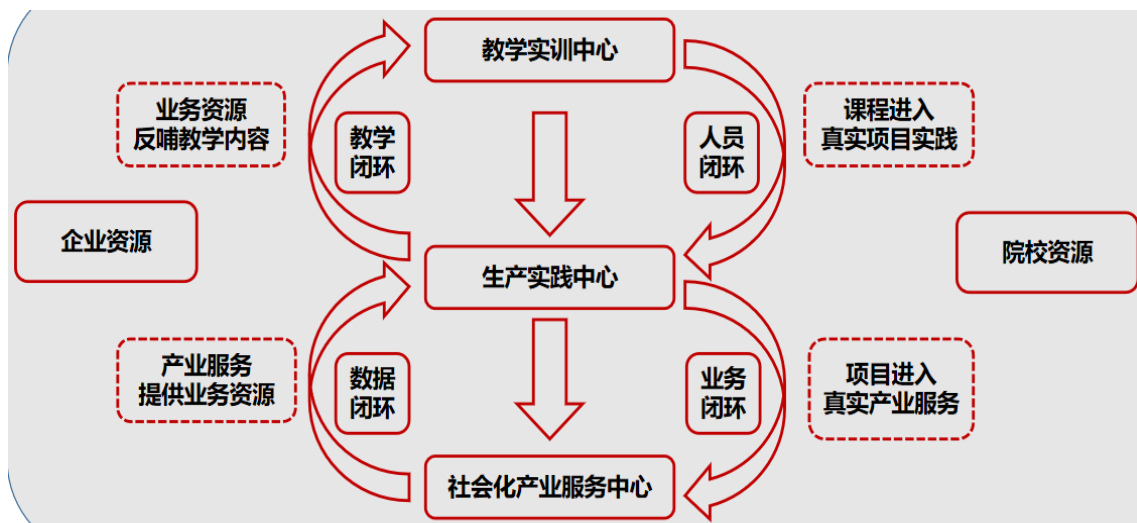 教学实训中心
业务资源
反哺教学内容
教学
闭环
人员
闭环
课程进入
真实项目实践
企业资源
生产实践中心
院校资源
产业服务
提供业务资源
数据
闭环
业务
闭环
项目进入
真实产业服务
社会化产业服务中心